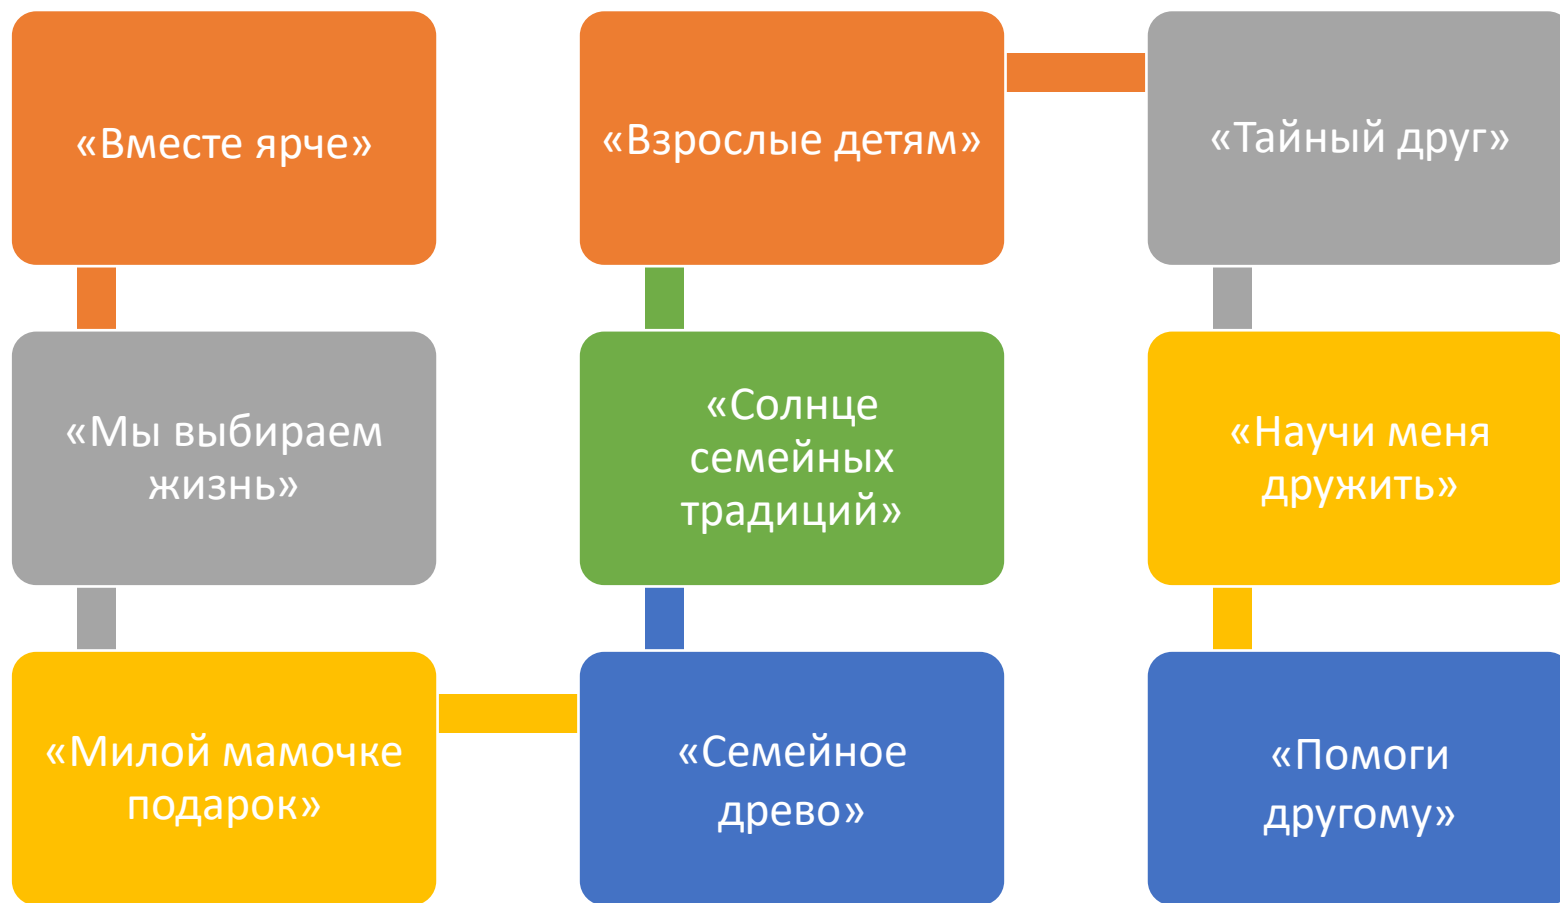 «Вместе ярче»
«Мы выбираем
жизнь»
«Милой мамочке
подарок»
«Семейное
древо»
«Солнце
семейных
традиций»
«Взрослые детям»
«Тайный друг»
«Научи меня
дружить»
«Помоги
другому»